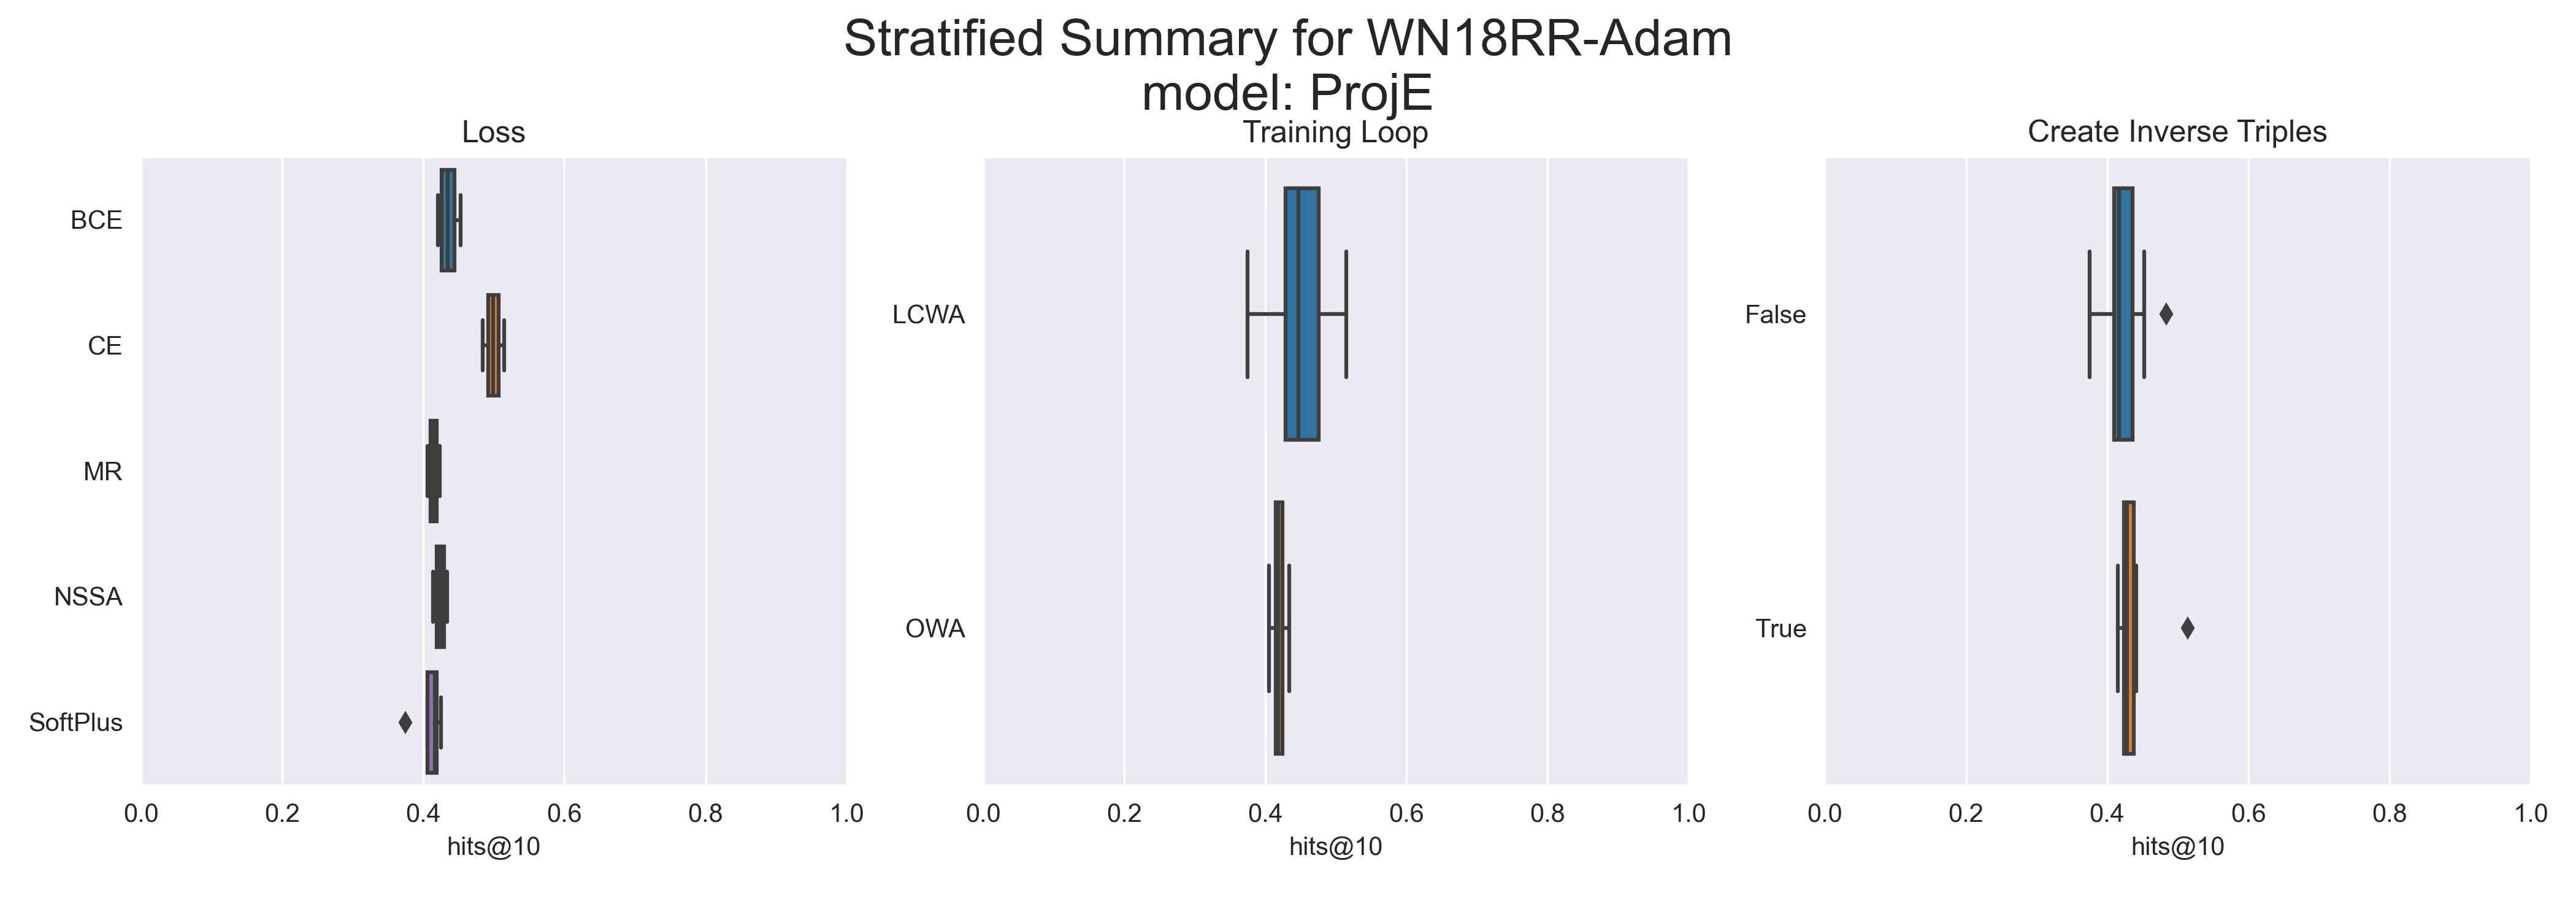 Stratified Summary for WN18RR-Adam
model: ProjE
Loss
BCE
CE
MR
NSSA
SoftPlus
0.0 0.2 0.4 0.6 0.8 1.0
hits@10
Training Loop
LCWA
OWA
0.0 0.2 0.4 0.6 0.8 1.0
hits@10
Create Inverse Triples
False
True
0.0 0.2 0.4 0.6 0.8 1.0
hits@10